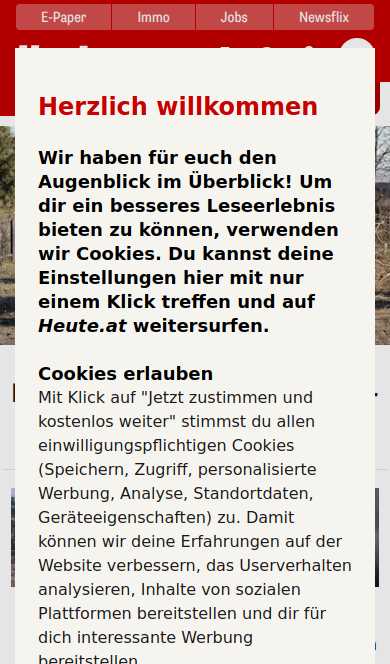 E-Paper Immo Jobs Newsflix
Herzlich willkommen
Wir haben für euch den
Augenblick im Überblick! Um
dir ein besseres Leseerlebnis
bieten zu können, verwenden
wir Cookies. Du kannst deine
Einstellungen hier mit nur
einem Klick treffen und auf
Heute.at weitersurfen.
Cookies erlauben
Mit Klick auf "Jetzt zustimmen und
kostenlos weiter" stimmst du allen
einwilligungspflichtigen Cookies
(Speichern, Zugriff, personalisierte
Werbung, Analyse, Standortdaten,
Geräteeigenschaften) zu. Damit
können wir deine Erfahrungen auf der
Website verbessern, das Userverhalten
analysieren, Inhalte von sozialen
Plattformen bereitstellen und dir für
dich interessante Werbung
bereitstellen